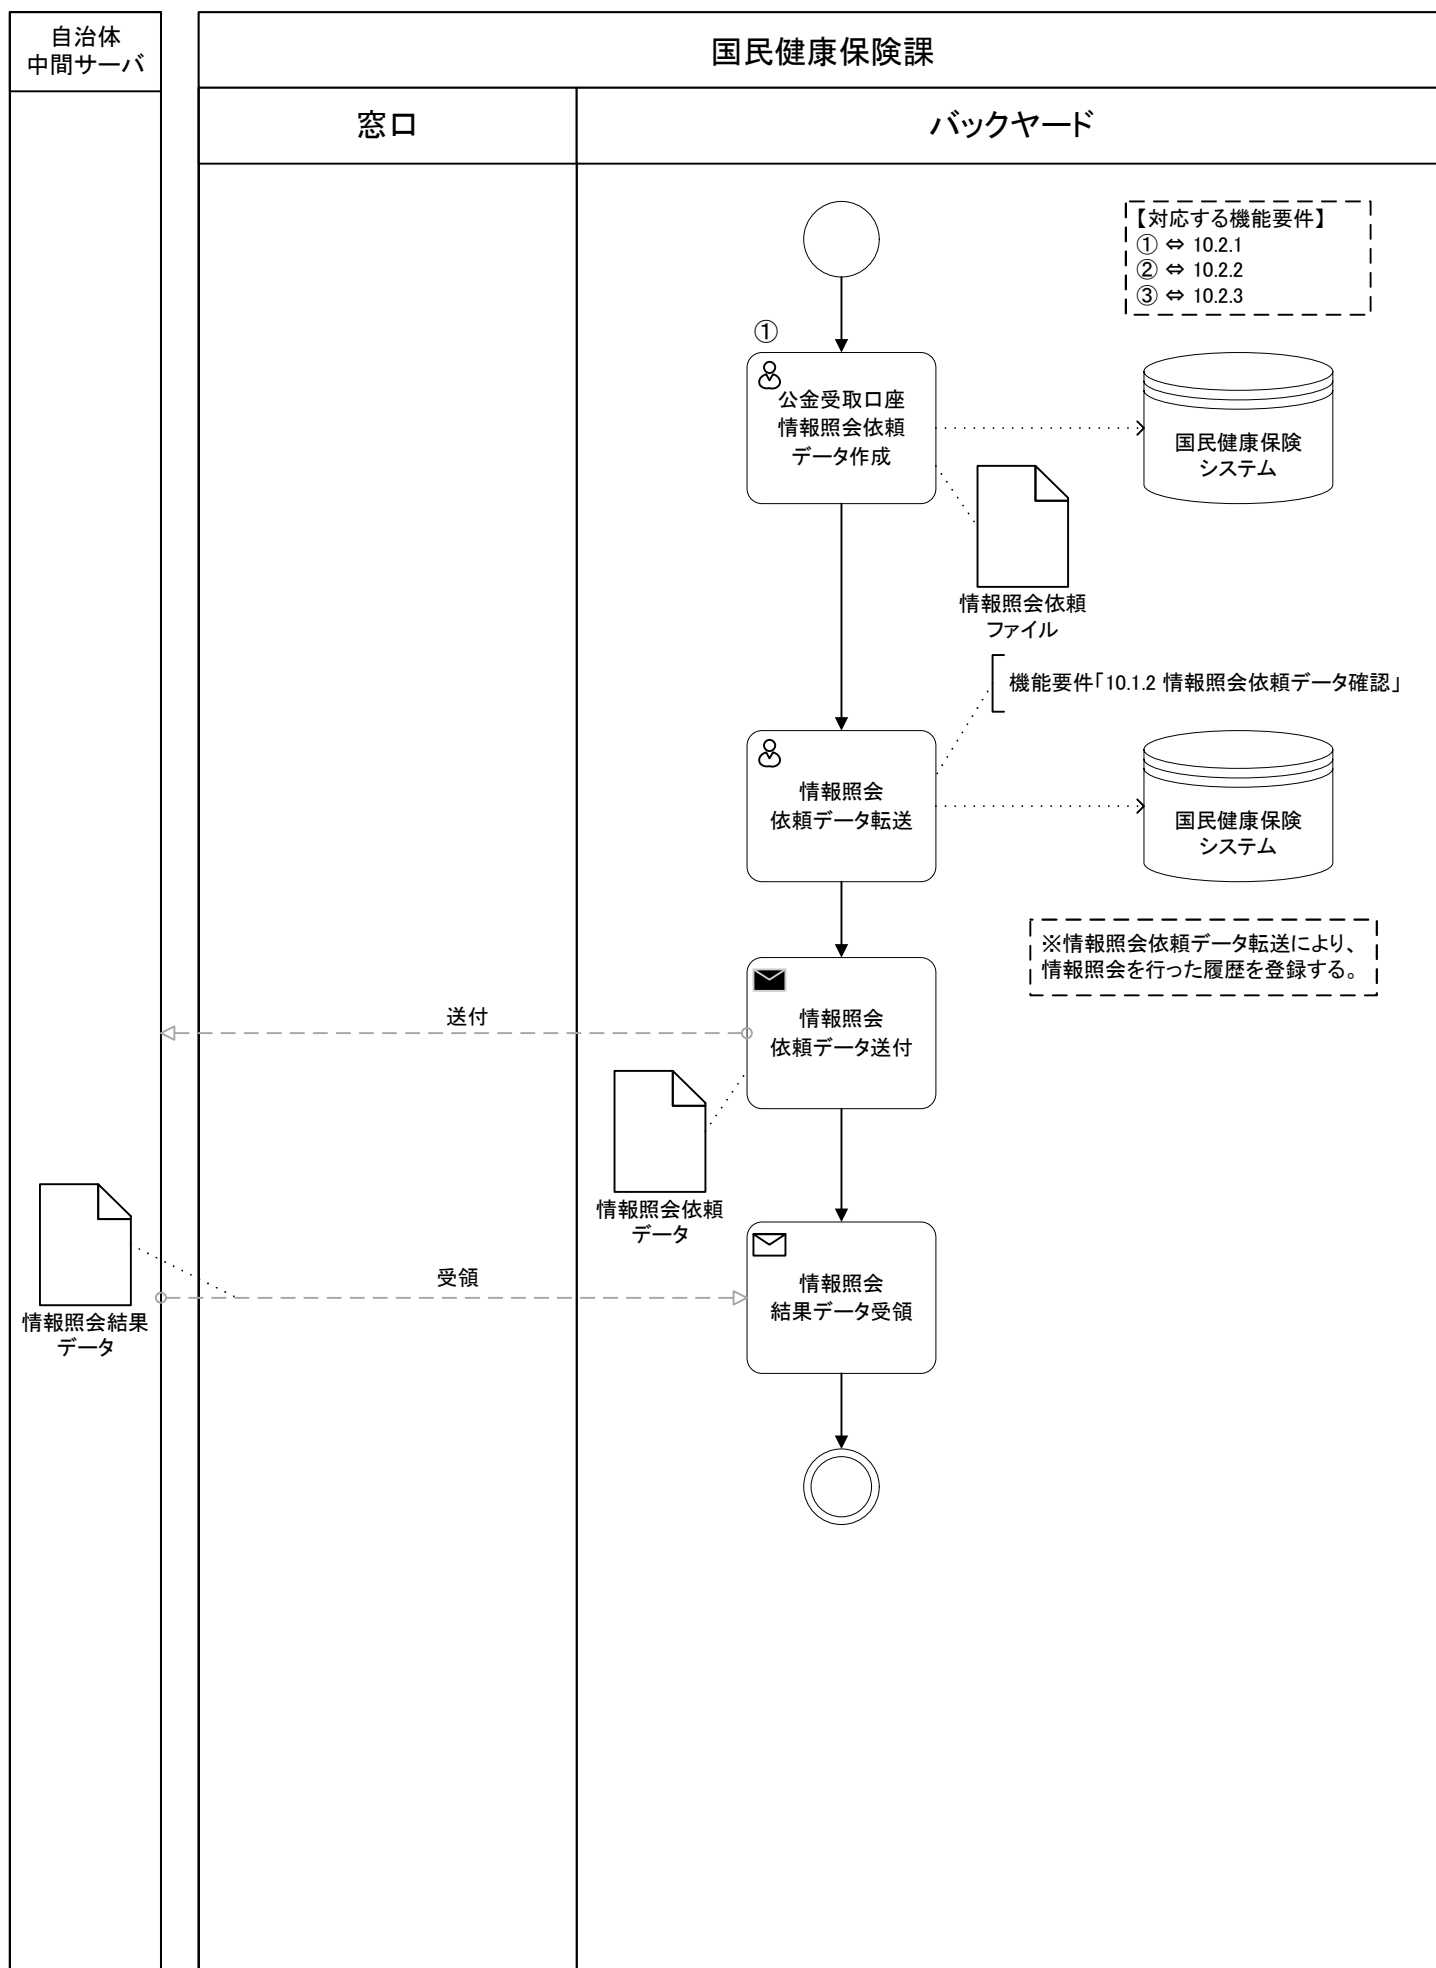 自治体
中間サーバ
国民健康保険課
窓口
バックヤード
【対応する機能要件】
① ⇔ 10.2.1
② ⇔ 10.2.2
③ ⇔ 10.2.3
①
公金受取口座
情報照会依頼
データ作成
国民健康保険
システム
情報照会依頼
ファイル
機能要件「10.1.2 情報照会依頼データ確認」
情報照会
依頼データ転送
国民健康保険
システム
※情報照会依頼データ転送により、
情報照会を行った履歴を登録する。
送付
情報照会
依頼データ送付
情報照会依頼
データ
受領
情報照会
結果データ受領
情報照会結果
データ